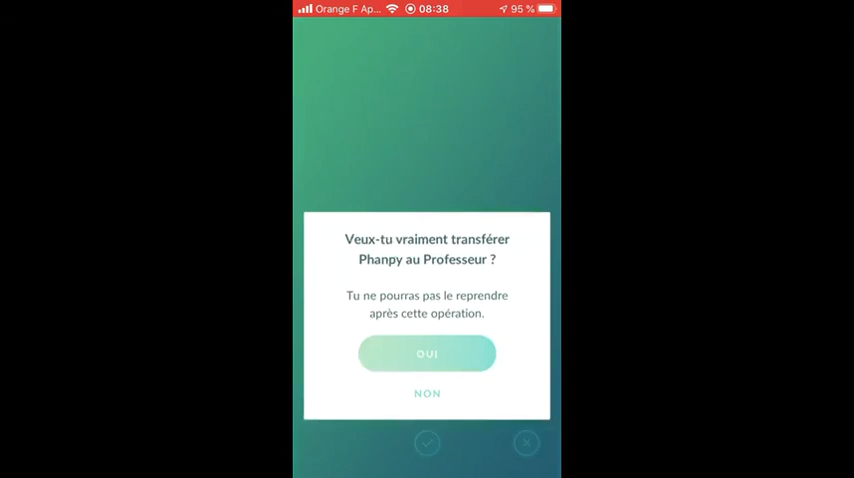 Orange F Ap... 08:38 95 %
Veux-tu vraiment transférer
Phanpy au Professeur ?
Tu ne pourras pas le reprendre
après cette opération.
OUI
NON